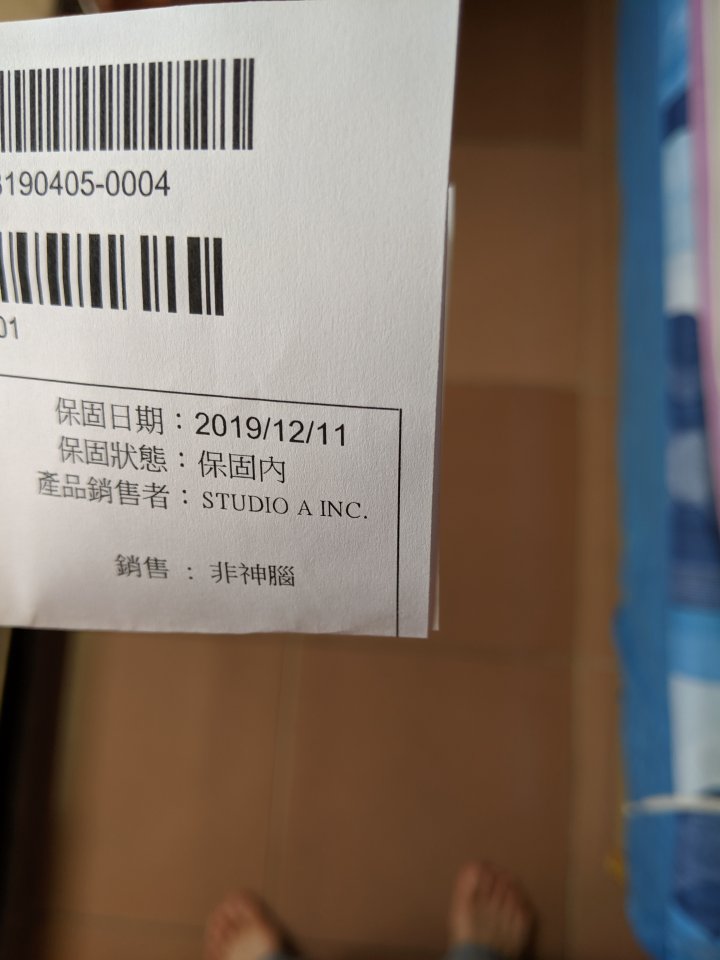 190405-0004
01
保固日期：2019/12/11
保固狀態：保固內
產品銷售者：STUDIO A INC.
銷售 ： 非神腦